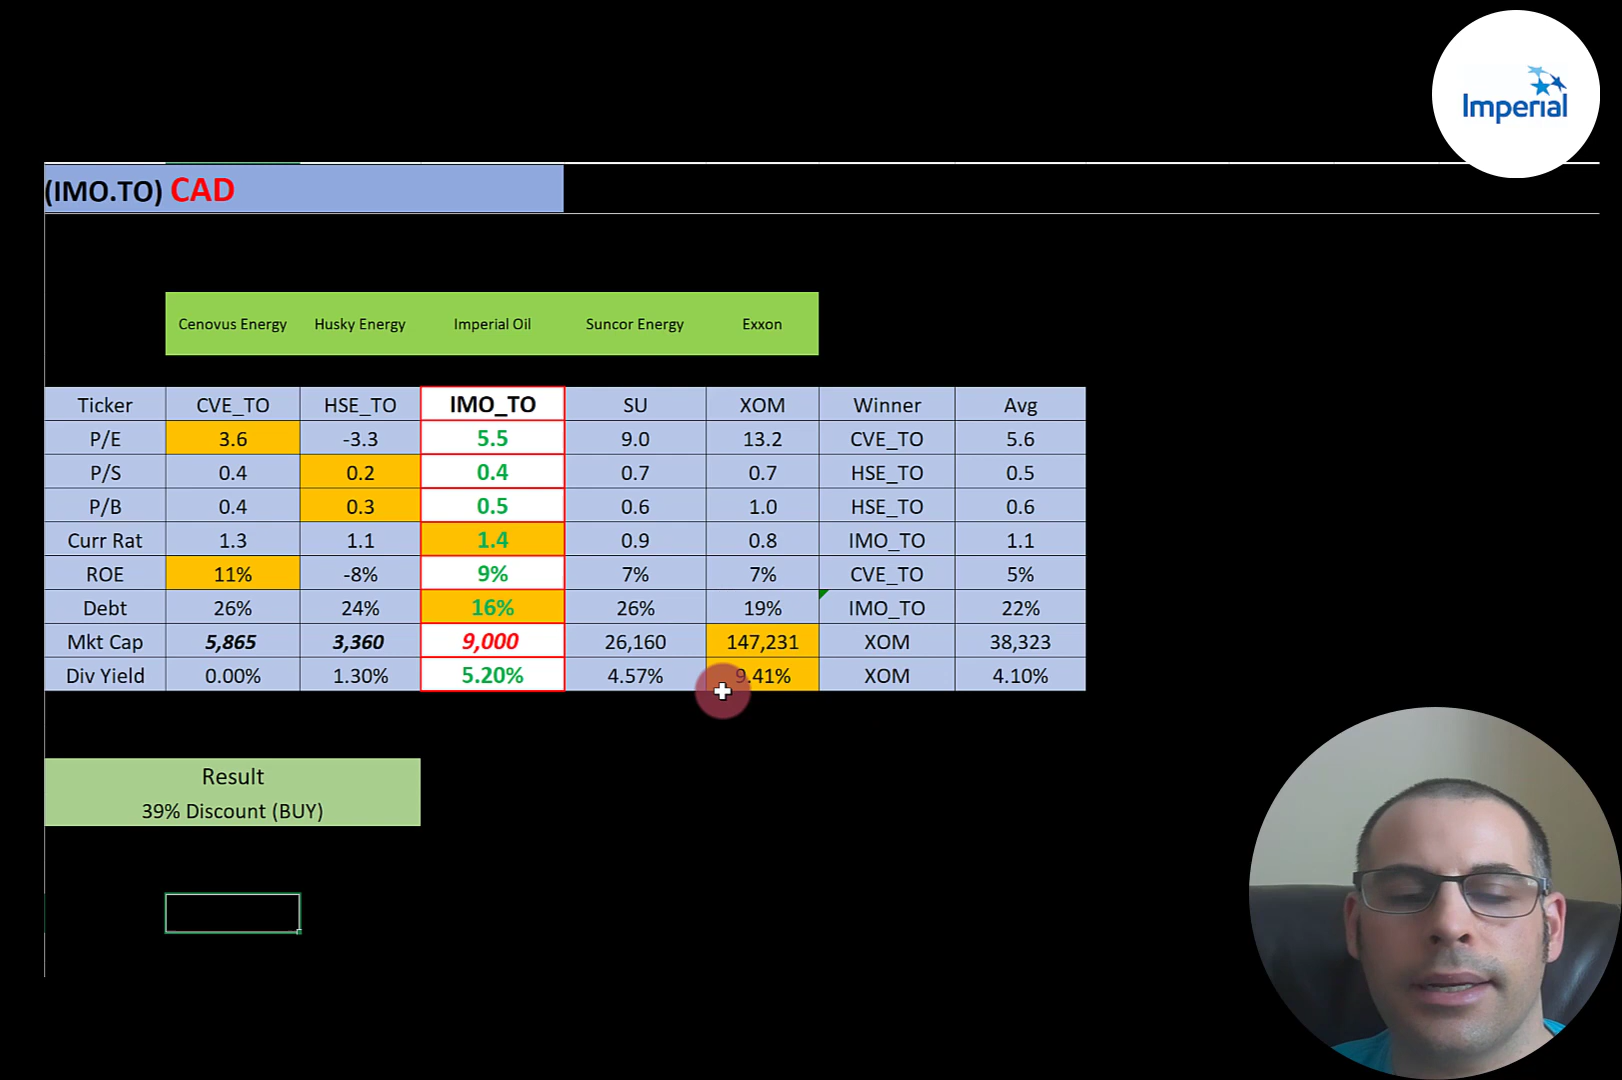 Imperial
(IMO.TO) CAD
Cenovus Energy Husky Energy Imperial Oil Suncor Energy Exxon
Ticker CVE_TO HSE_TO IMO_TO SU XOM Winner Avg
P/E 3.6 -3.3 5.5 9.0 13.2 CVE_TO 5.6
P/S 0.4 0.2 0.4 0.7 0.7 HSE_TO 0.5
P/B 0.4 0.3 0.5 0.6 1.0 HSE_TO 0.6
Curr Rat 1.3 1.1 1.4 0.9 0.8 IMO_TO 1.1
ROE 11% -8% 9% 7% 7% CVE_TO 5%
Debt 26% 24% 16% 26% 19% IMO_TO 22%
Mkt Cap 5,865 3,360 9,000 26,160 147,231 XOM 38,323
Div Yield 0.00% 1.30% 5.20% 4.57% 9.41% XOM 4.10%
Result
39% Discount (BUY)